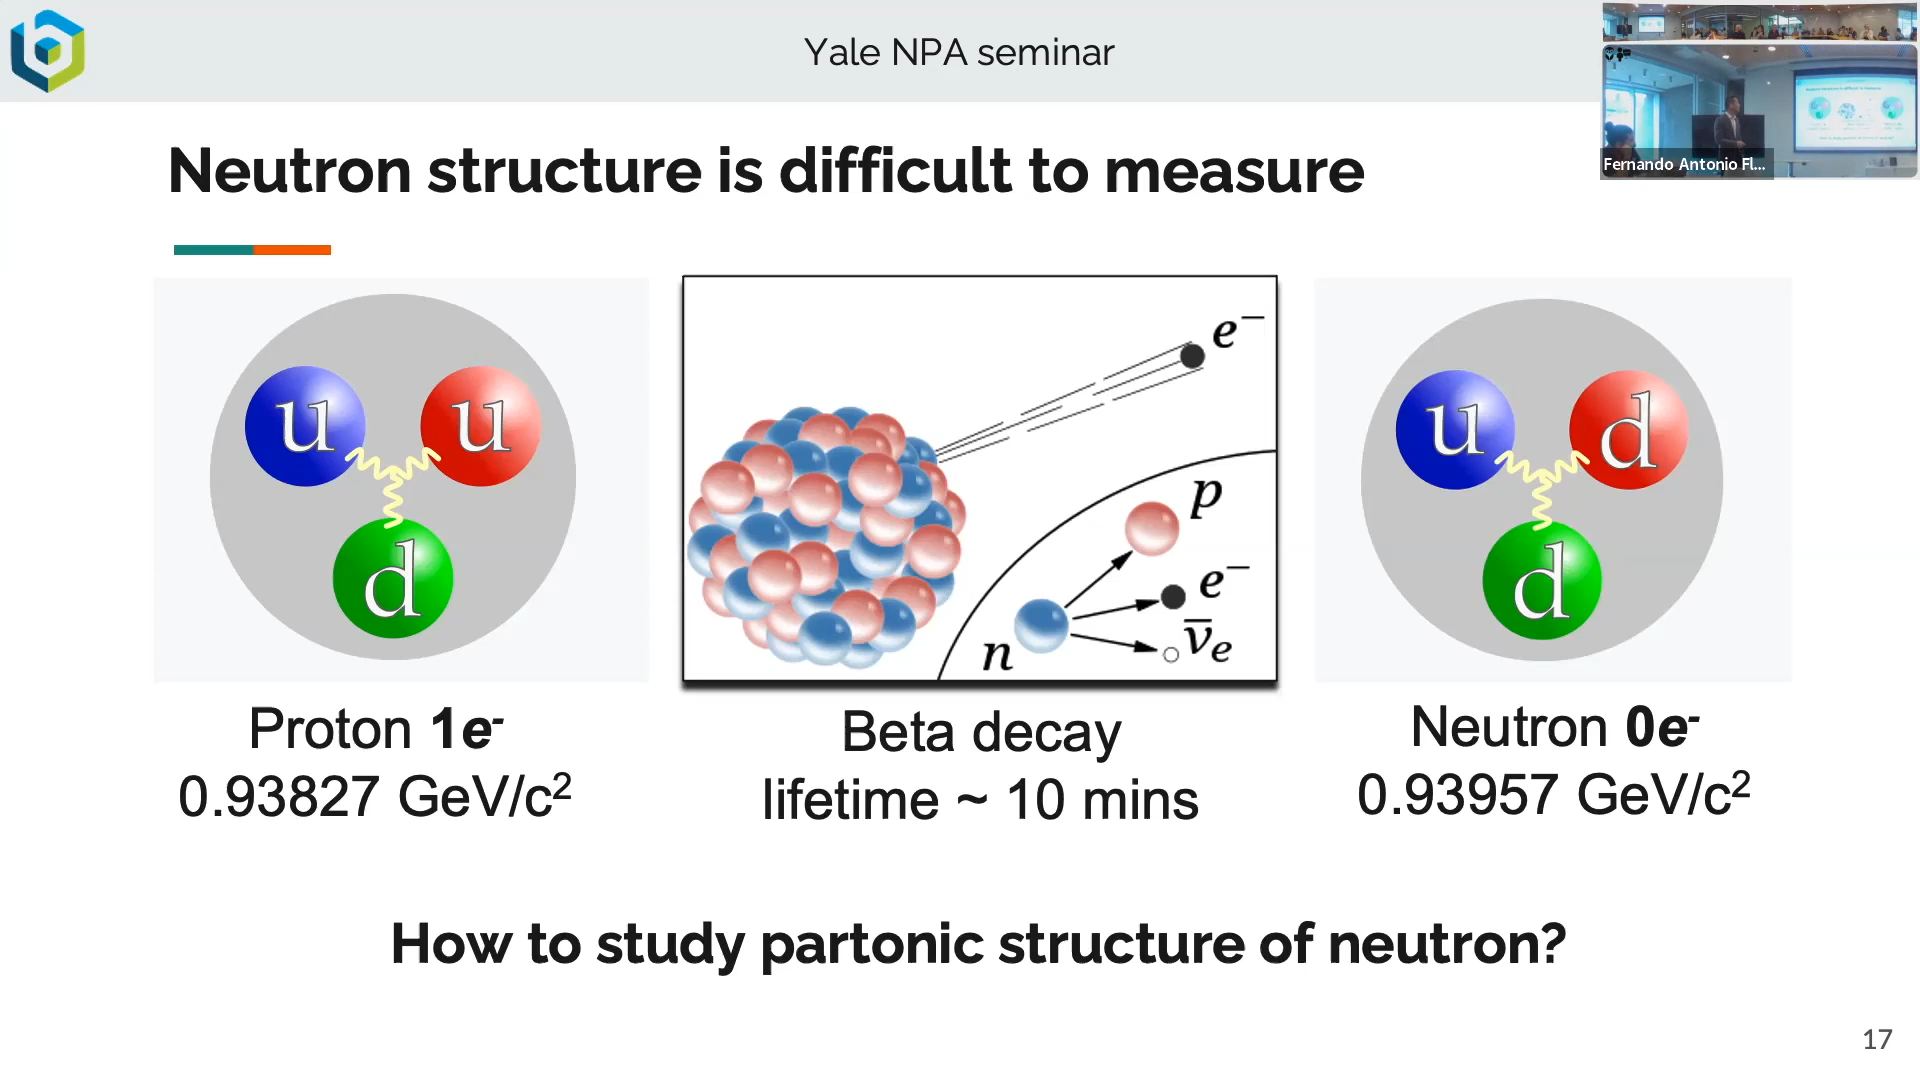 Yale NPA seminar
Fernando Antonio Fl...
Neutron structure is difficult to measure
u u
d
e⁻
p
e⁻
n
ν̅ₑ
u d
d
Proton 1e⁻
0.93827 GeV/c²
Beta decay
lifetime ~ 10 mins
Neutron 0e⁻
0.93957 GeV/c²
How to study partonic structure of neutron?
17